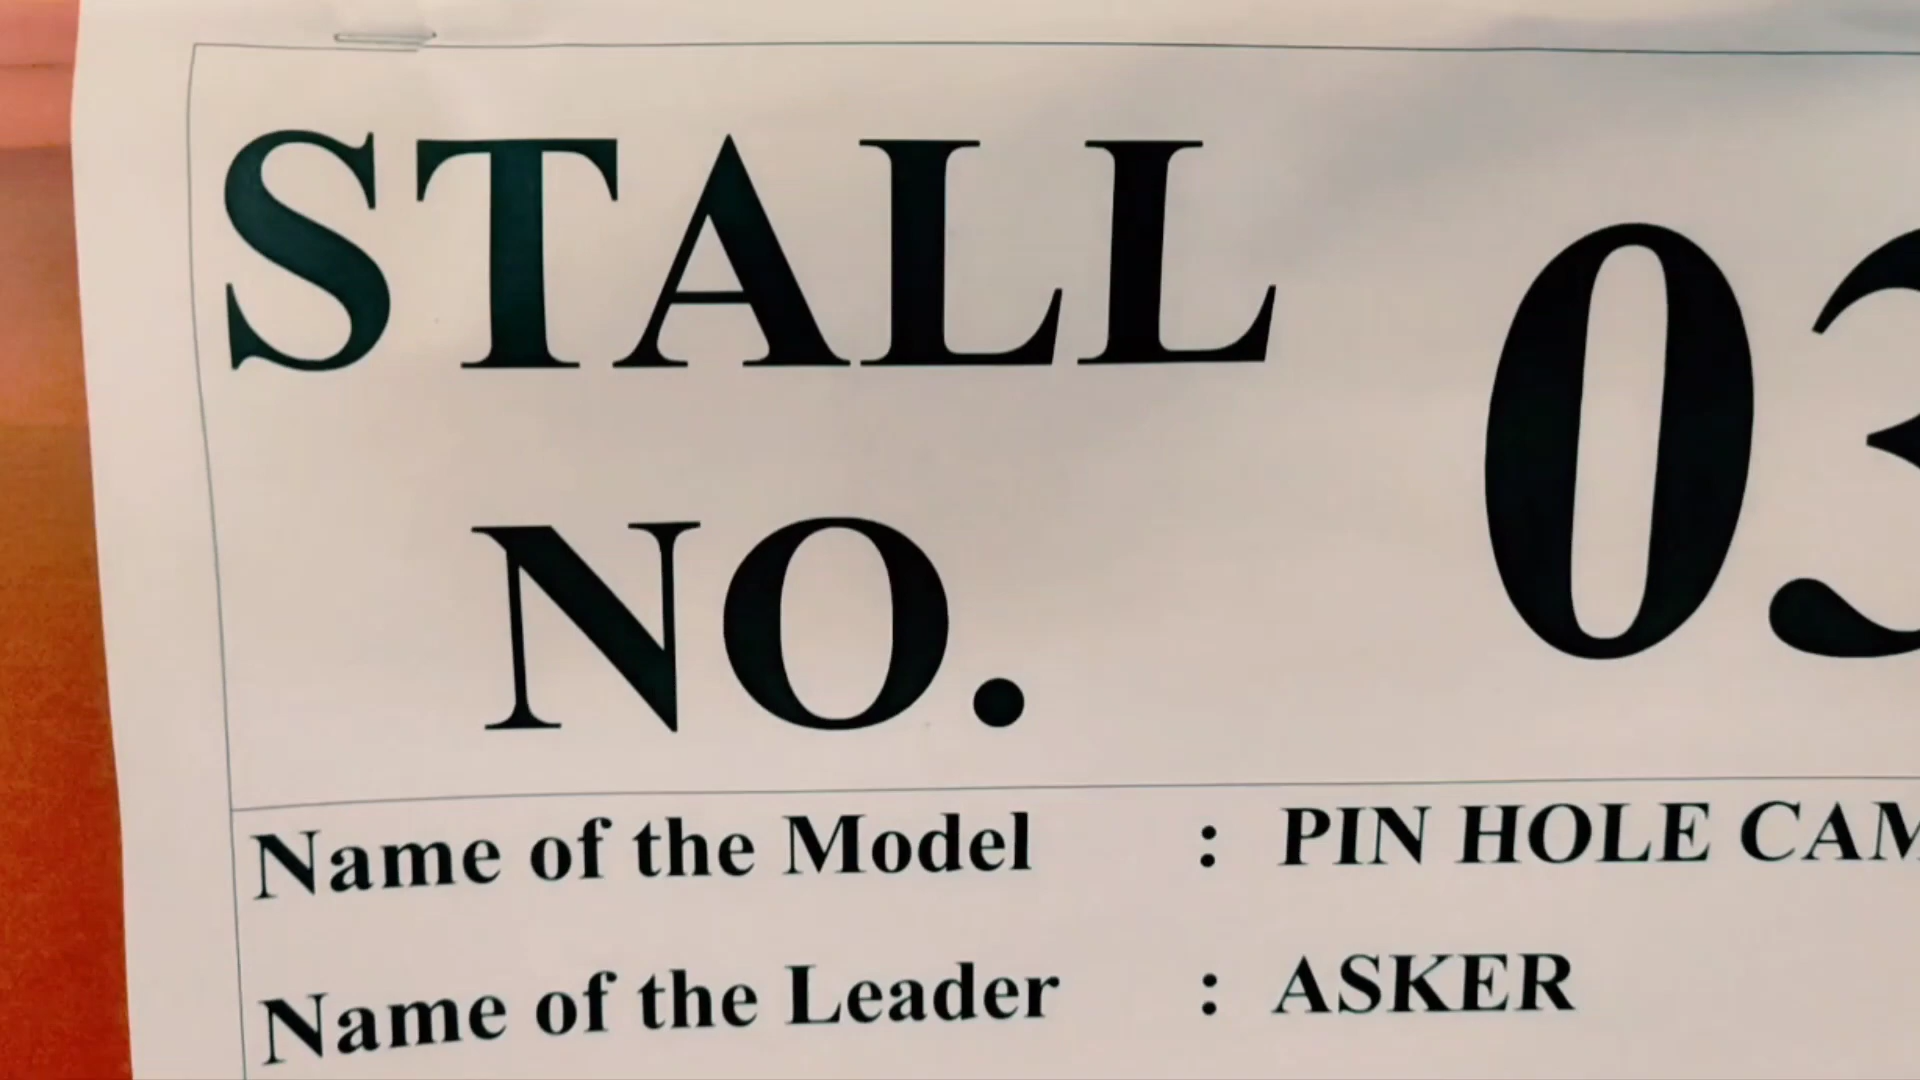 STALL
NO.
03
Name of the Model : PIN HOLE CAM
Name of the Leader : ASKER